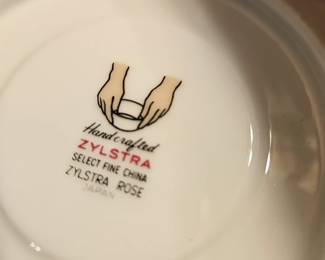 Handcrafted
ZYLSTRA
SELECT FINE CHINA
ZYLSTRA ROSE
JAPAN